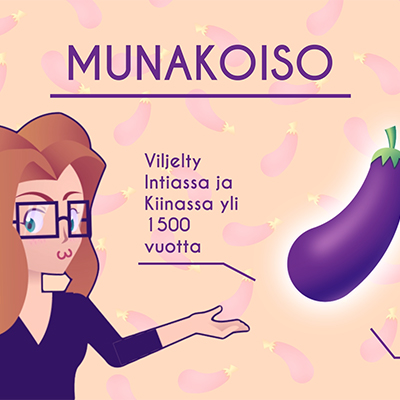 MUNAKOISO
Viljelty
Intiassa ja
Kiinassa yli
1500
vuotta